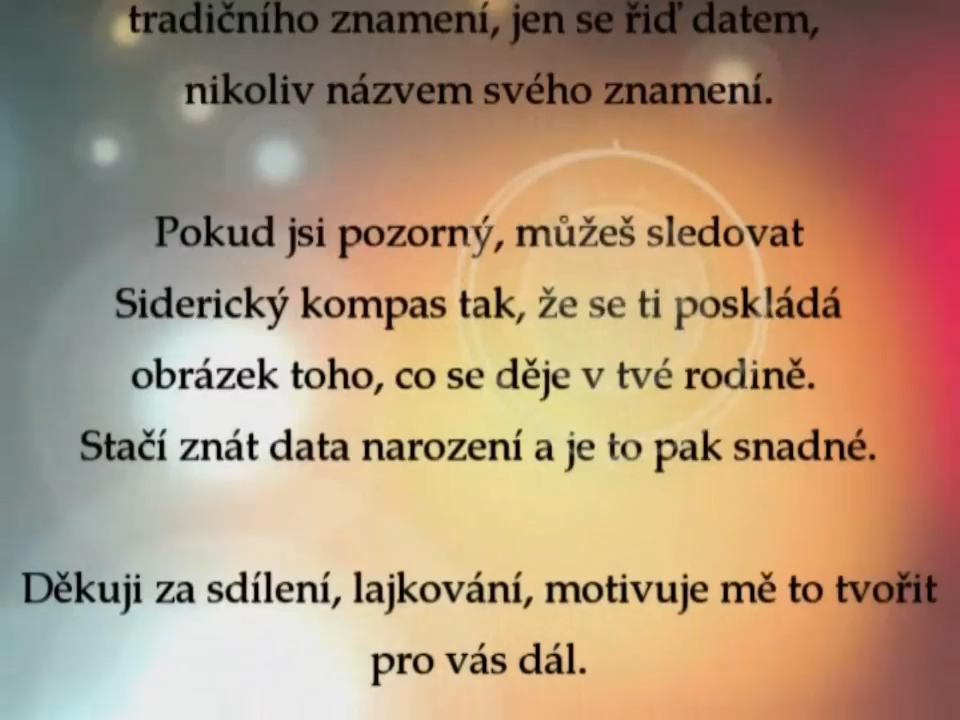 tradičního znamení, jen se řiď datem,
nikoliv názvem svého znamení.
Pokud jsi pozorný, můžeš sledovat
Siderický kompas tak, že se ti poskládá
obrázek toho, co se děje v tvé rodině.
Stačí znát data narození a je to pak snadné.
Děkuji za sdílení, lajkování, motivuje mě to tvořit
pro vás dál.